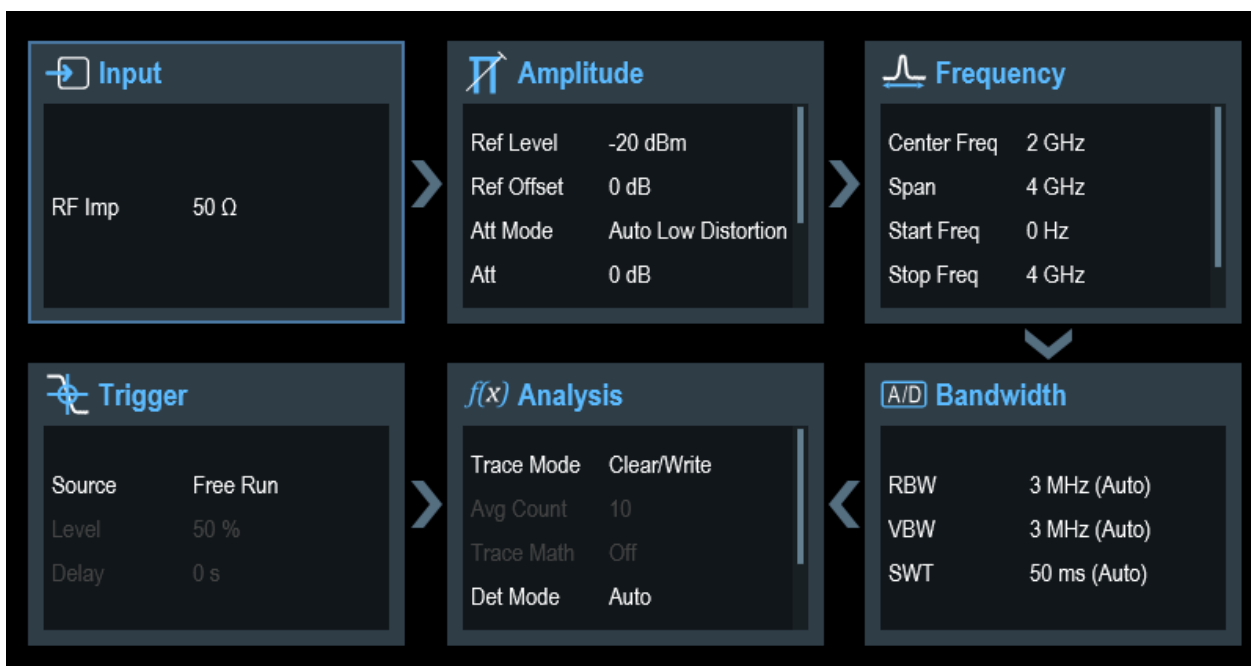 Input
RF Imp 50 Ω
Amplitude
Ref Level -20 dBm
Ref Offset 0 dB
Att Mode Auto Low Distortion
Att 0 dB
Frequency
Center Freq 2 GHz
Span 4 GHz
Start Freq 0 Hz
Stop Freq 4 GHz
Trigger
Source Free Run
Level 50 %
Delay 0 s
f(x) Analysis
Trace Mode Clear/Write
Avg Count 10
Trace Math Off
Det Mode Auto
A/D Bandwidth
RBW 3 MHz (Auto)
VBW 3 MHz (Auto)
SWT 50 ms (Auto)